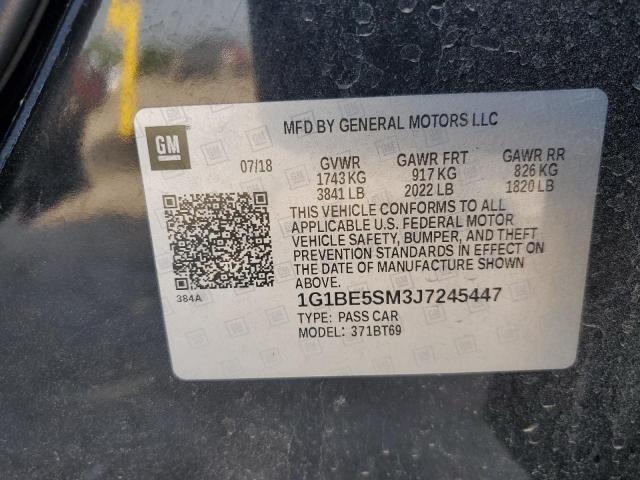 GM
MFD BY GENERAL MOTORS LLC
07/18 GVWR GAWR FRT GAWR RR
1743 KG 917 KG 826 KG
3841 LB 2022 LB 1820 LB
THIS VEHICLE CONFORMS TO ALL
APPLICABLE U.S. FEDERAL MOTOR
VEHICLE SAFETY, BUMPER, AND THEFT
PREVENTION STANDARDS IN EFFECT ON
THE DATE OF MANUFACTURE SHOWN
ABOVE.
384A
1G1BE5SM3J7245447
TYPE: PASS CAR
MODEL: 371BT69